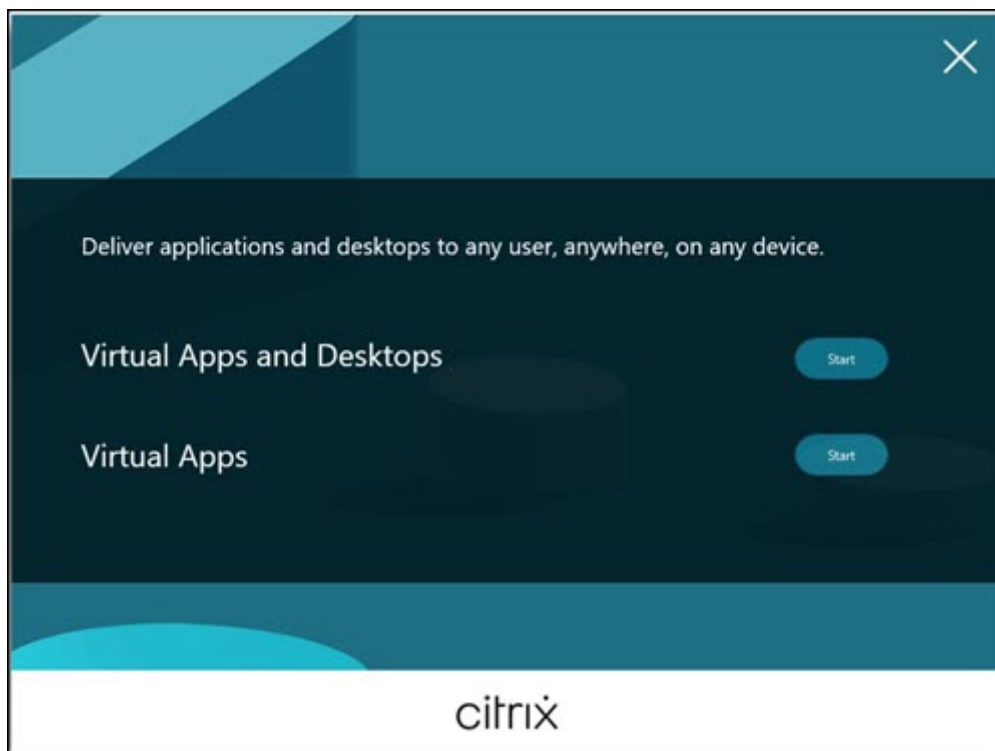 Deliver applications and desktops to any user, anywhere, on any device.
Virtual Apps and Desktops
Start
Virtual Apps
Start
citrix